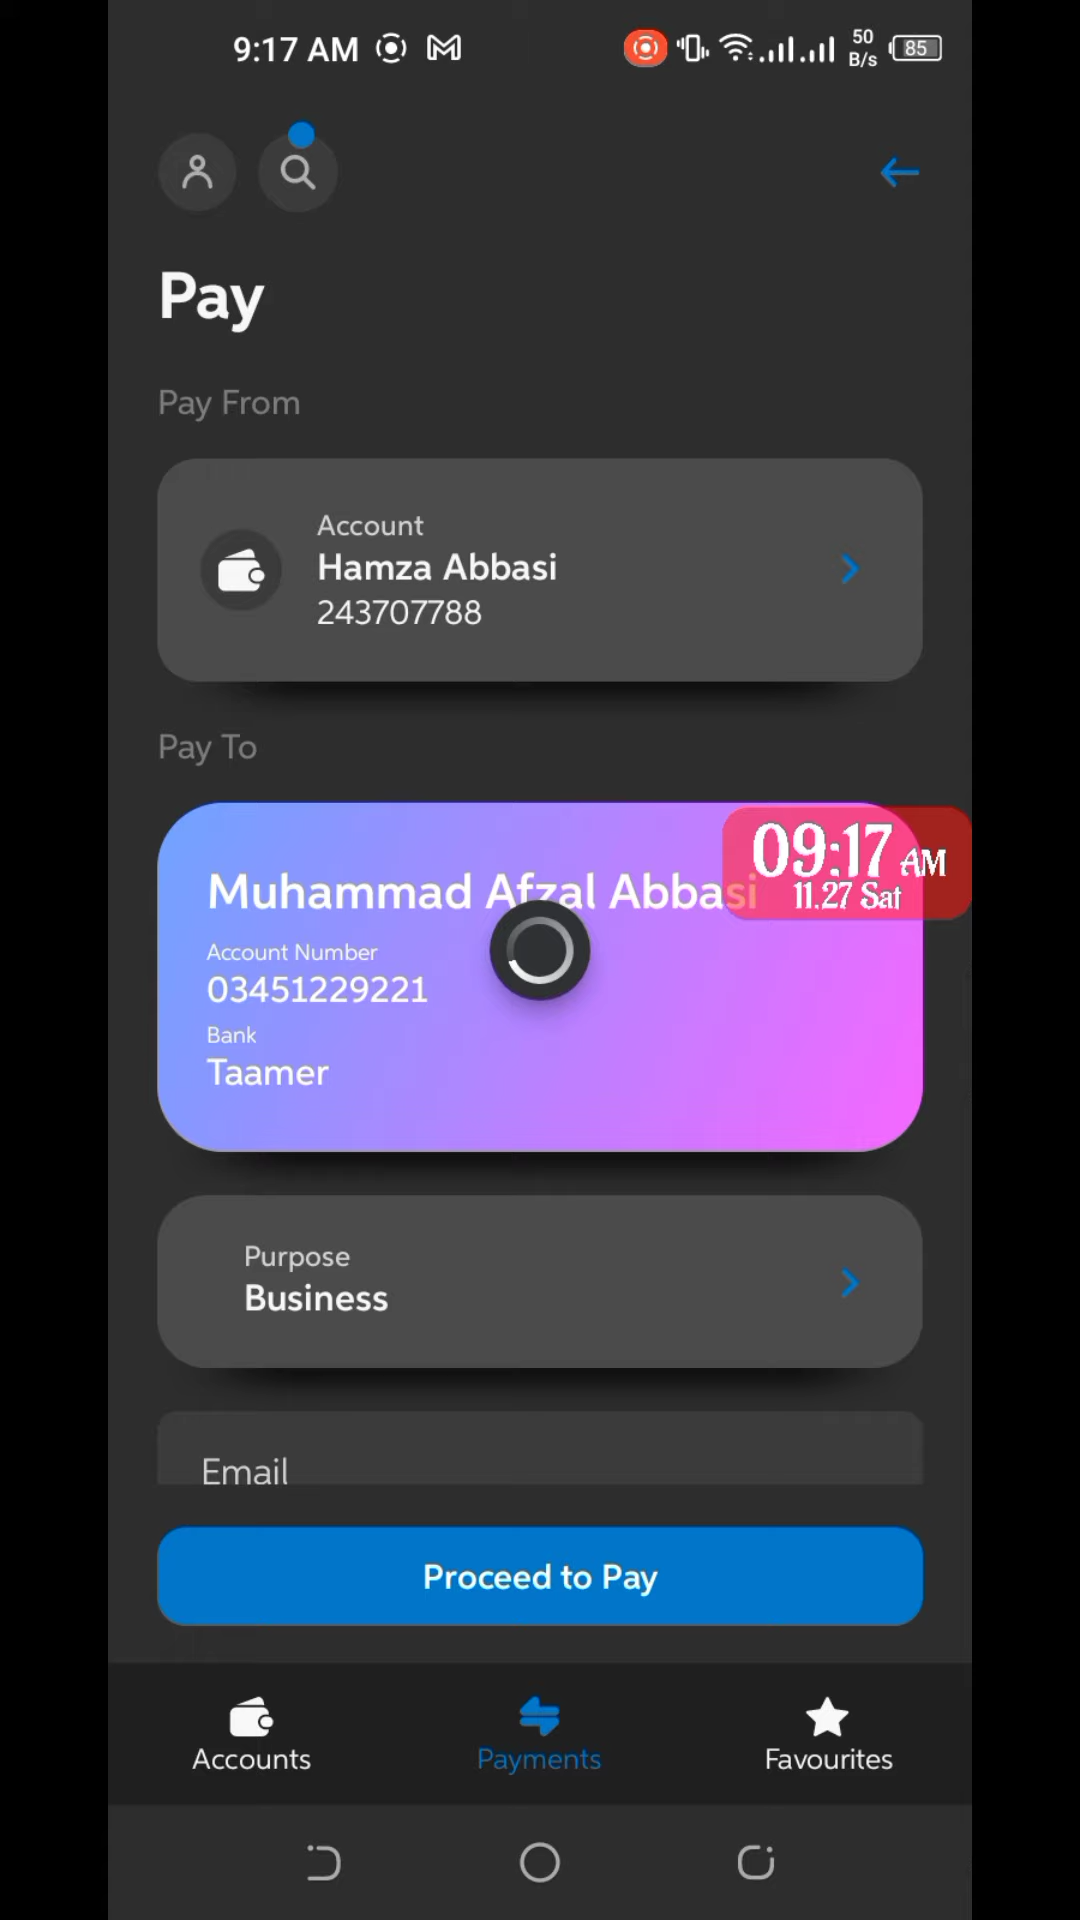 9:17 AM
50
B/s
85
Pay
Pay From
Account
Hamza Abbasi
243707788
Pay To
09:17 AM
11.27 Sat
Muhammad Afzal Abbasi
Account Number
03451229221
Bank
Taamer
Purpose
Business
Email
Proceed to Pay
Accounts
Payments
Favourites